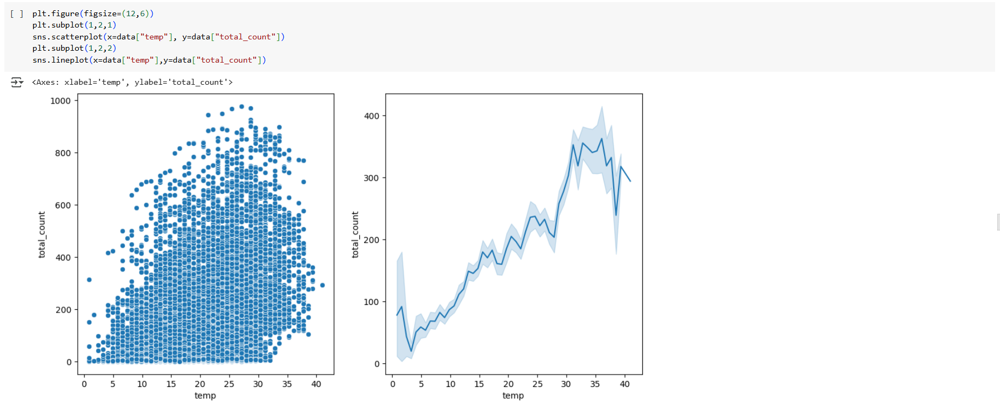 [ ] plt.figure(figsize=(12,6))
plt.subplot(1,2,1)
sns.scatterplot(x=data["temp"], y=data["total_count"])
plt.subplot(1,2,2)
sns.lineplot(x=data["temp"],y=data["total_count"])
<Axes: xlabel='temp', ylabel='total_count'>
1000
800
600
400
200
0
total_count
0 5 10 15 20 25 30 35 40
temp
400
300
200
100
0
total_count
0 5 10 15 20 25 30 35 40
temp